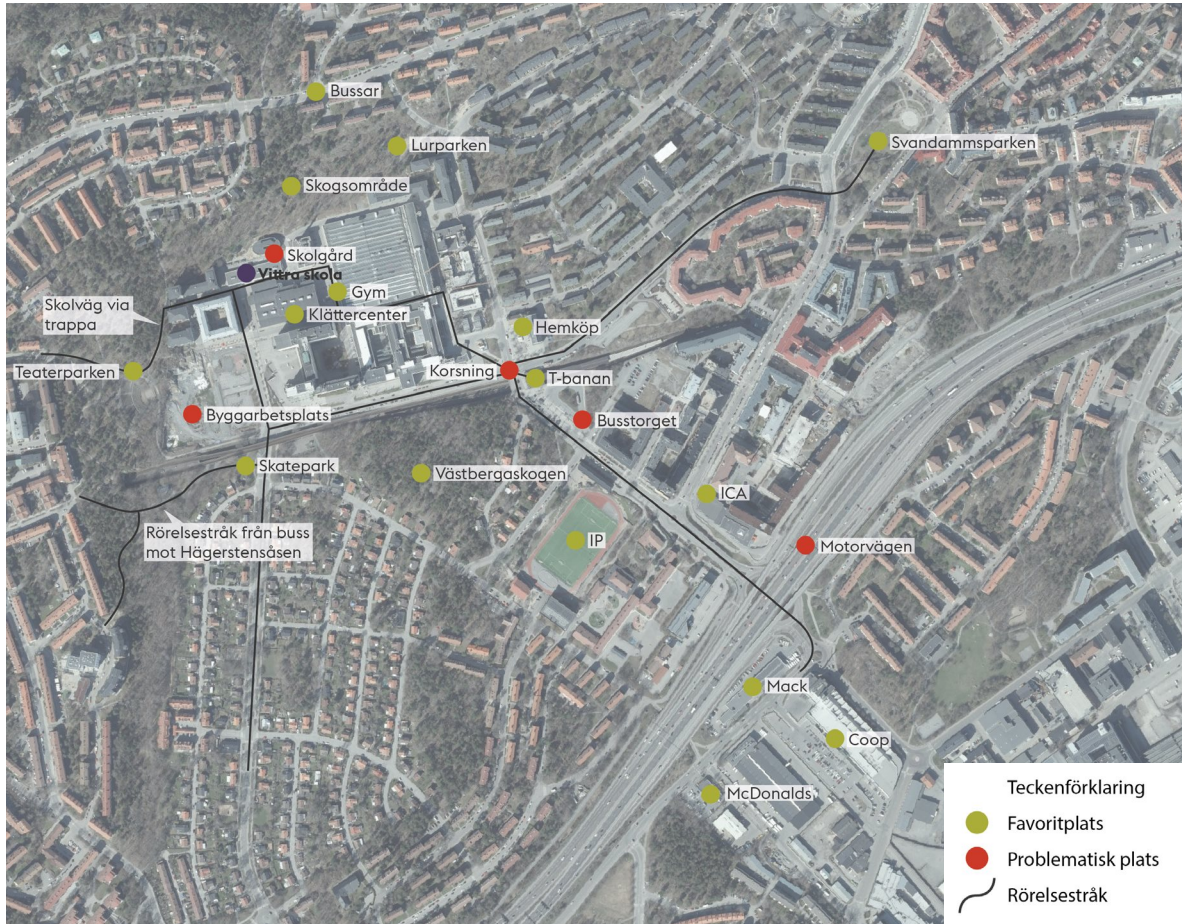 Bussar
Lurparken
Svandammsparken
Skogsområde
Skolgård
Vittra skola
Gym
Skolväg via
trappa
Klättercenter
Hemköp
Teaterparken
Korsning
T-banan
Byggarbetsplats
Busstorget
Skatepark
Västbergaskogen
ICA
Rörelsestråk från buss
mot Hägerstensåsen
IP
Motorvägen
Mack
Coop
McDonalds
Teckenförklaring
Favoritplats
Problematisk plats
Rörelsestråk